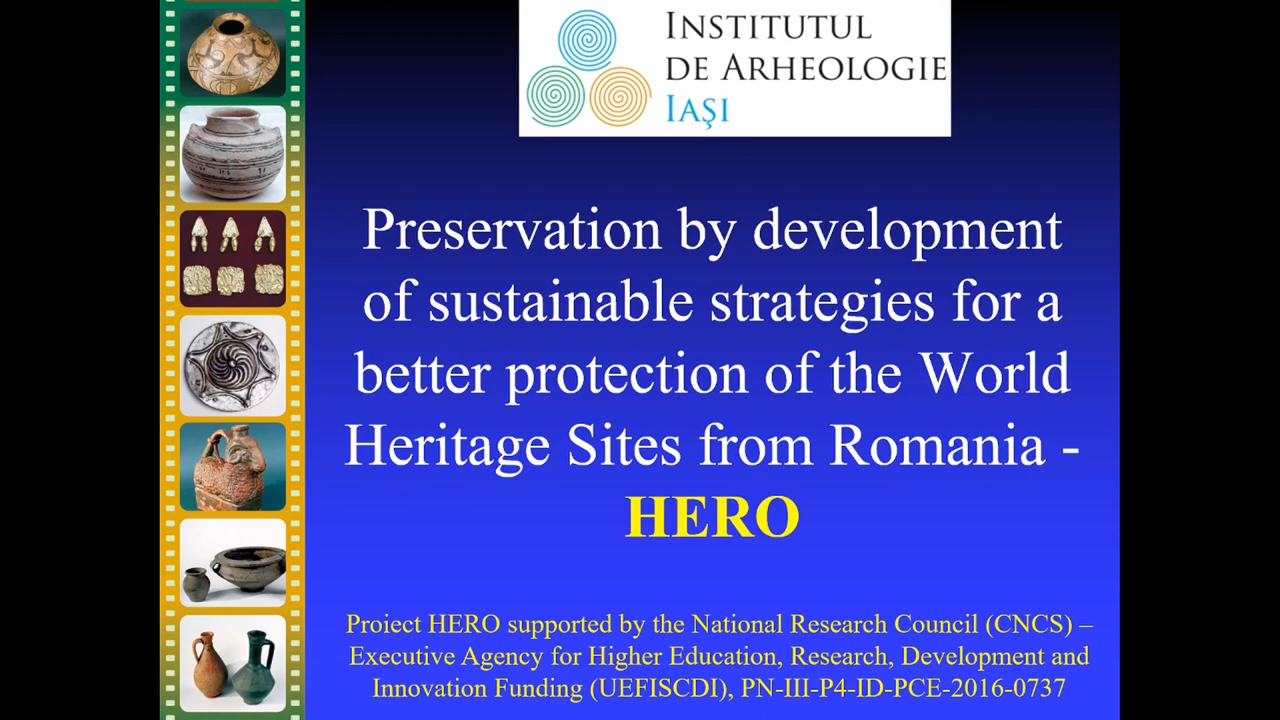 INSTITUTUL
DE ARHEOLOGIE
IAŞI
Preservation by development
of sustainable strategies for a
better protection of the World
Heritage Sites from Romania -
HERO
Proiect HERO supported by the National Research Council (CNCS) –
Executive Agency for Higher Education, Research, Development and
Innovation Funding (UEFISCDI), PN-III-P4-ID-PCE-2016-0737